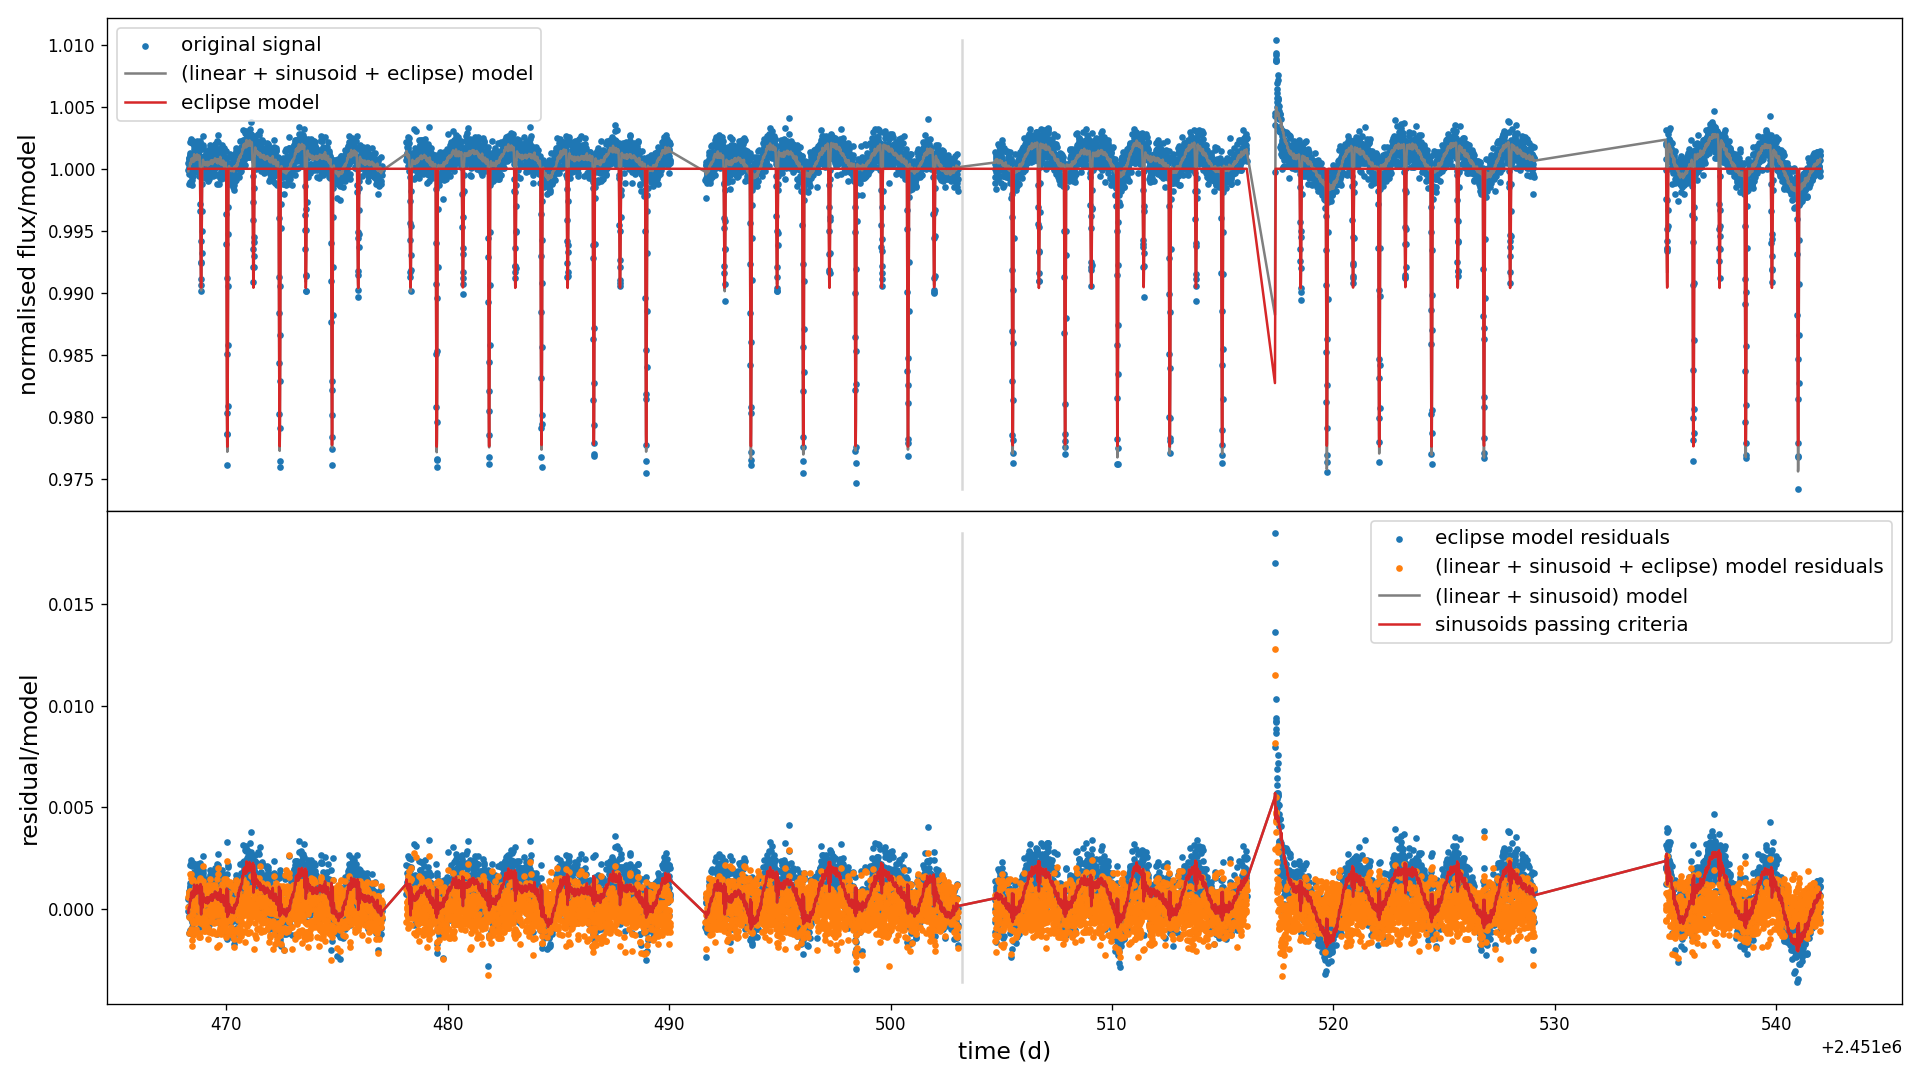 original signal
(linear + sinusoid + eclipse) model
eclipse model
normalised flux/model
1.010
1.005
1.000
0.995
0.990
0.985
0.980
0.975
eclipse model residuals
(linear + sinusoid + eclipse) model residuals
(linear + sinusoid) model
sinusoids passing criteria
residual/model
0.015
0.010
0.005
0.000
470 480 490 500 510 520 530 540
time (d)
+2.451e6